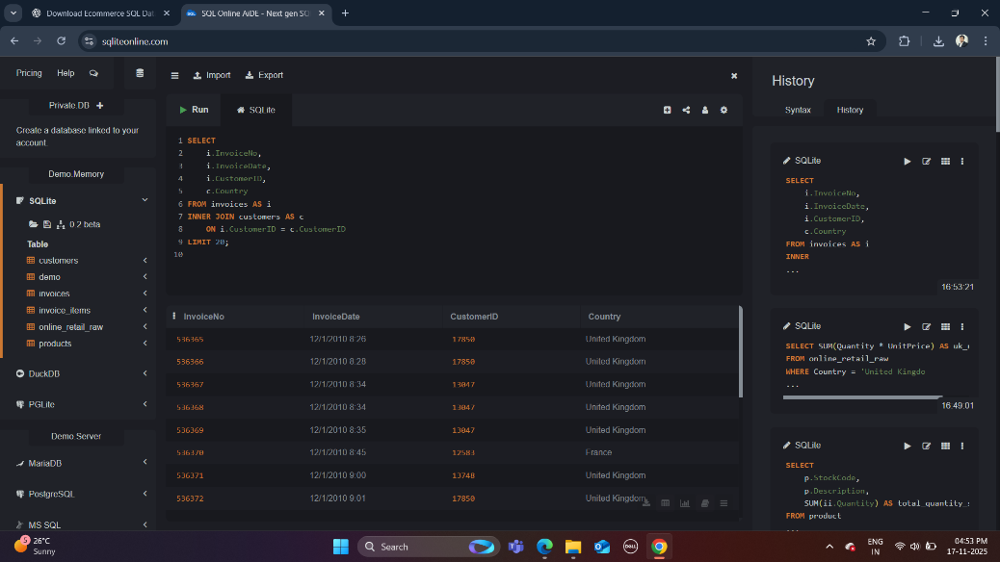 Download Ecommerce SQL Dat
SQL Online AiDE - Next gen SQ
sqliteonline.com
Pricing
Help
Private.DB
Create a database linked to your
account.
Demo.Memory
SQLite
0.2 beta
Table
customers
demo
invoices
invoice_items
online_retail_raw
products
DuckDB
PGLite
Demo Server
MariaDB
PostgreSQL
MS SQL
Import
Export
Run
SQLite
1 SELECT
2 i.InvoiceNo,
3 i.InvoiceDate,
4 i.CustomerID,
5 c.Country
6 FROM invoices AS i
7 INNER JOIN customers AS c
8 ON i.CustomerID = c.CustomerID
9 LIMIT 20;
10
InvoiceNo InvoiceDate CustomerID Country
536365 12/1/2010 8:26 17850 United Kingdom
536366 12/1/2010 8:28 17850 United Kingdom
536367 12/1/2010 8:34 13047 United Kingdom
536368 12/1/2010 8:34 13047 United Kingdom
536369 12/1/2010 8:35 13047 United Kingdom
536370 12/1/2010 8:45 12583 France
536371 12/1/2010 9:00 13748 United Kingdom
536372 12/1/2010 9:01 17850 United Kingdom
History
Syntax
History
SQLite
SELECT
i.InvoiceNo,
i.InvoiceDate,
i.CustomerID,
c.Country
FROM invoices AS i
INNER
...
16:53:21
SQLite
SELECT SUM(Quantity * UnitPrice) AS uk_
FROM online_retail_raw
WHERE Country = 'United Kingdo
...
16:49:01
SQLite
SELECT
p.StockCode,
p.Description,
SUM(ii.Quantity) AS total_quantity_
FROM product
26°C
Sunny
Search
DELL
ENG
IN
04:53 PM
17-11-2025